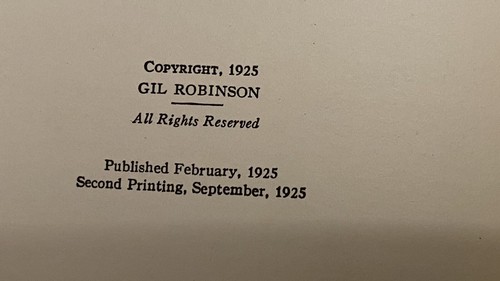 COPYRIGHT, 1925
GIL ROBINSON
All Rights Reserved
Published February, 1925
Second Printing, September, 1925